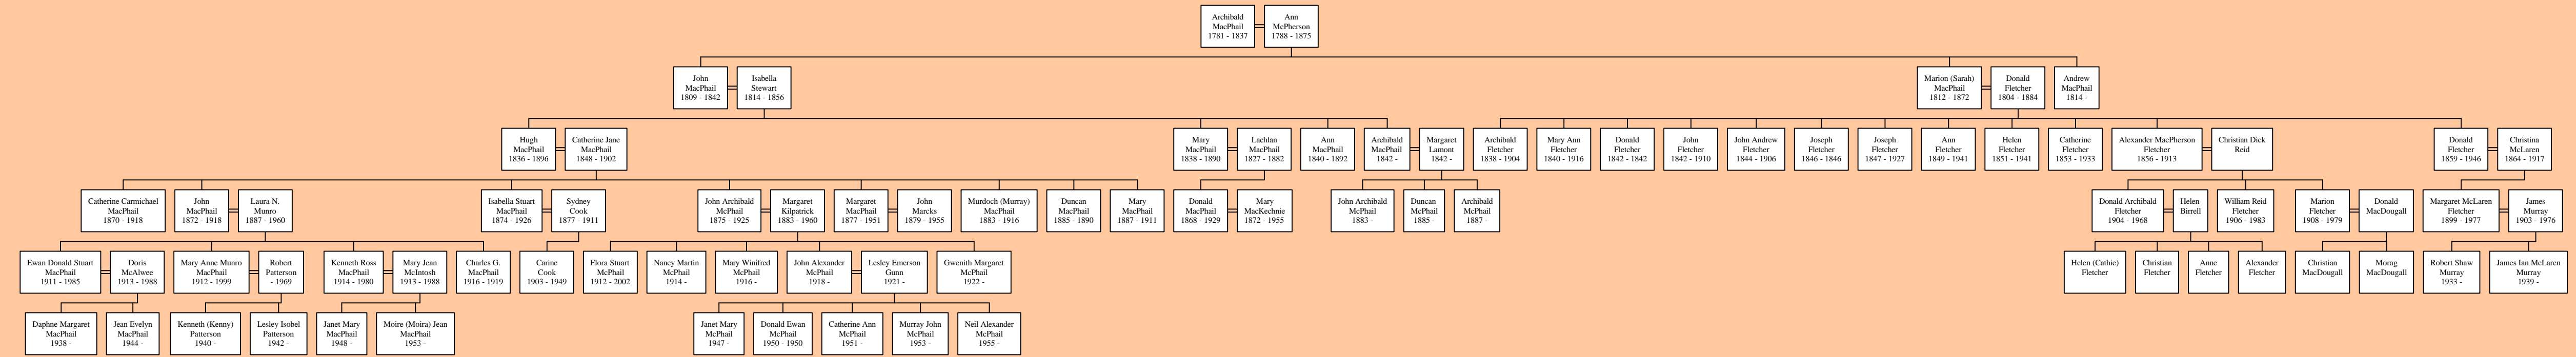 Archibald
MacPhail
1781 - 1837
Ann
McPherson
1788 - 1875
John
MacPhail
1809 - 1842
Isabella
Stewart
1814 - 1856
Marion (Sarah)
MacPhail
1812 - 1872
Donald
Fletcher
1804 - 1884
Andrew
MacPhail
1814 -
Hugh
MacPhail
1836 - 1896
Catherine Jane
MacPhail
1848 - 1902
Mary
MacPhail
1838 - 1890
Lachlan
MacPhail
1827 - 1882
Ann
MacPhail
1840 - 1892
Archibald
MacPhail
1842 -
Margaret
Lamont
1842 -
Archibald
Fletcher
1838 - 1904
Mary Ann
Fletcher
1840 - 1916
Donald
Fletcher
1842 - 1842
John
Fletcher
1842 - 1910
John Andrew
Fletcher
1844 - 1906
Joseph
Fletcher
1846 - 1846
Joseph
Fletcher
1847 - 1927
Ann
Fletcher
1849 - 1941
Helen
Fletcher
1851 - 1941
Catherine
Fletcher
1853 - 1933
Alexander MacPherson
Fletcher
1856 - 1913
Christian Dick
Reid
Donald
Fletcher
1859 - 1946
Christina
McLaren
1864 - 1917
Catherine Carmichael
MacPhail
1870 - 1918
John
MacPhail
1872 - 1918
Laura N.
Munro
1887 - 1960
Isabella Stuart
MacPhail
1874 - 1926
Sydney
Cook
1877 - 1911
John Archibald
McPhail
1875 - 1925
Margaret
Kilpatrick
1883 - 1960
Margaret
MacPhail
1877 - 1951
John
Marcks
1879 - 1955
Murdoch (Murray)
MacPhail
1883 - 1916
Duncan
MacPhail
1885 - 1890
Mary
MacPhail
1887 - 1911
Donald
MacPhail
1868 - 1929
Mary
MacKechnie
1872 - 1955
John Archibald
McPhail
1883 -
Duncan
McPhail
1885 -
Archibald
McPhail
1887 -
Donald Archibald
Fletcher
1904 - 1968
Helen
Birrell
William Reid
Fletcher
1906 - 1983
Marion
Fletcher
1908 - 1979
Donald
MacDougall
Margaret McLaren
Fletcher
1899 - 1977
James
Murray
1903 - 1976
Ewan Donald Stuart
MacPhail
1911 - 1985
Doris
McAlwee
1913 - 1988
Mary Anne Munro
MacPhail
1912 - 1999
Robert
Patterson
- 1969
Kenneth Ross
MacPhail
1914 - 1980
Mary Jean
McIntosh
1913 - 1988
Charles G.
MacPhail
1916 - 1919
Carine
Cook
1903 - 1949
Flora Stuart
McPhail
1912 - 2002
Nancy Martin
McPhail
1914 -
Mary Winifred
McPhail
1916 -
John Alexander
McPhail
1918 -
Lesley Emerson
Gunn
1921 -
Gwenith Margaret
McPhail
1922 -
Helen (Cathie)
Fletcher
Christian
Fletcher
Anne
Fletcher
Alexander
Fletcher
Christian
MacDougall
Morag
MacDougall
Robert Shaw
Murray
1933 -
James Ian McLaren
Murray
1939 -
Daphne Margaret
MacPhail
1938 -
Jean Evelyn
MacPhail
1944 -
Kenneth (Kenny)
Patterson
1940 -
Lesley Isobel
Patterson
1942 -
Janet Mary
MacPhail
1948 -
Moire (Moira) Jean
MacPhail
1953 -
Janet Mary
McPhail
1947 -
Donald Ewan
McPhail
1950 - 1950
Catherine Ann
McPhail
1951 -
Murray John
McPhail
1953 -
Neil Alexander
McPhail
1955 -